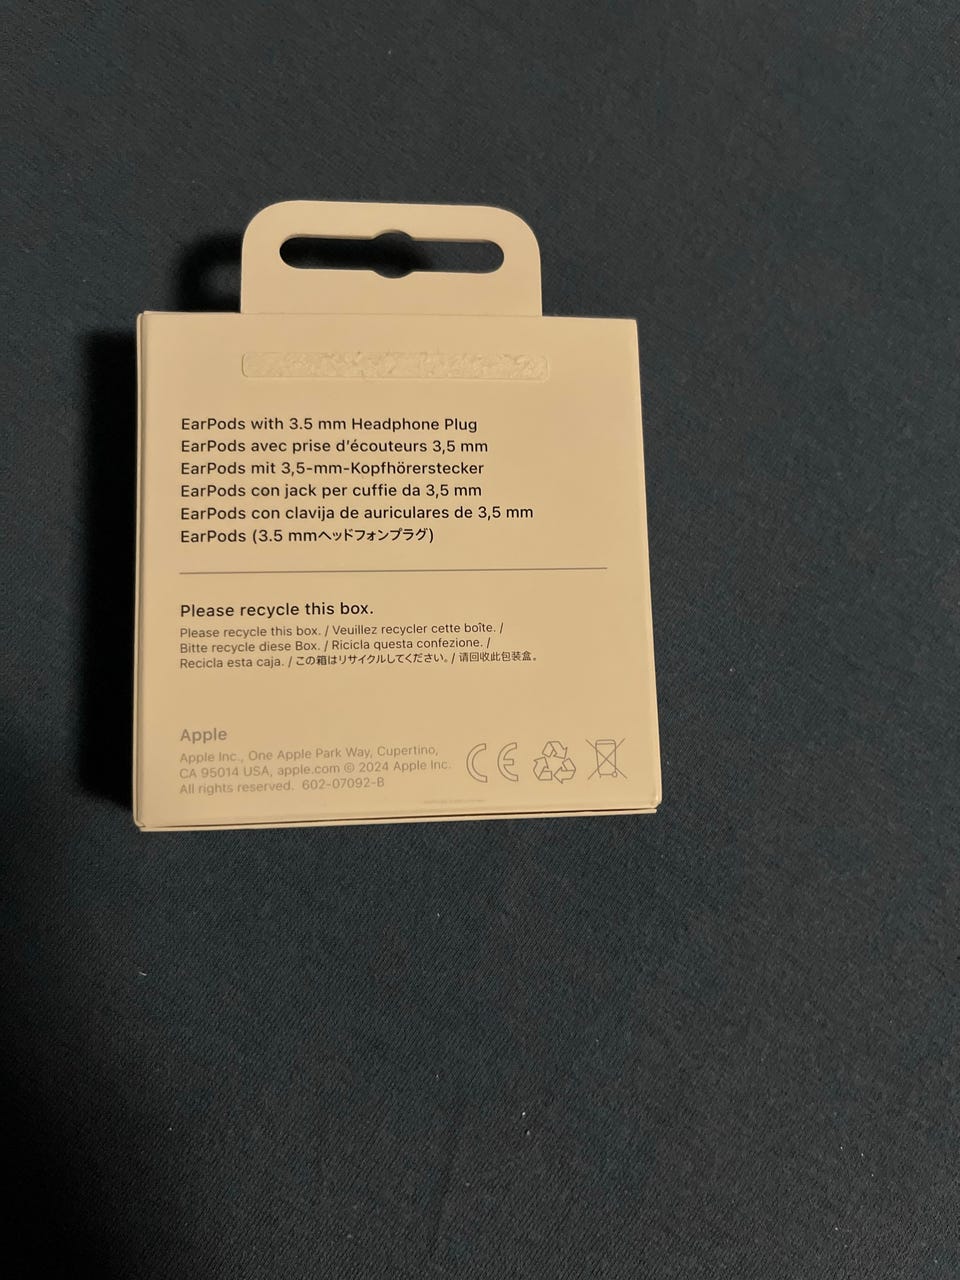 EarPods with 3.5 mm Headphone Plug
EarPods avec prise d'écouteurs 3,5 mm
EarPods mit 3,5-mm-Kopfhörerstecker
EarPods con jack per cuffie da 3,5 mm
EarPods con clavija de auriculares de 3,5 mm
EarPods (3.5 mmヘッドフォンプラグ)
Please recycle this box.
Please recycle this box. / Veuillez recycler cette boîte. /
Bitte recycle diese Box. / Ricicla questa confezione. /
Recicla esta caja. / この箱はリサイクルしてください。/ 请回收此包装盒。
Apple
Apple Inc., One Apple Park Way, Cupertino,
CA 95014 USA, apple.com © 2024 Apple Inc.
All rights reserved. 602-07092-B
CE